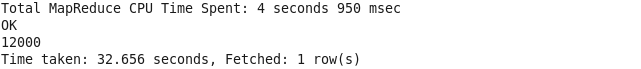 Total MapReduce CPU Time Spent: 4 seconds 950 msec
OK
12000
Time taken: 32.656 seconds, Fetched: 1 row(s)